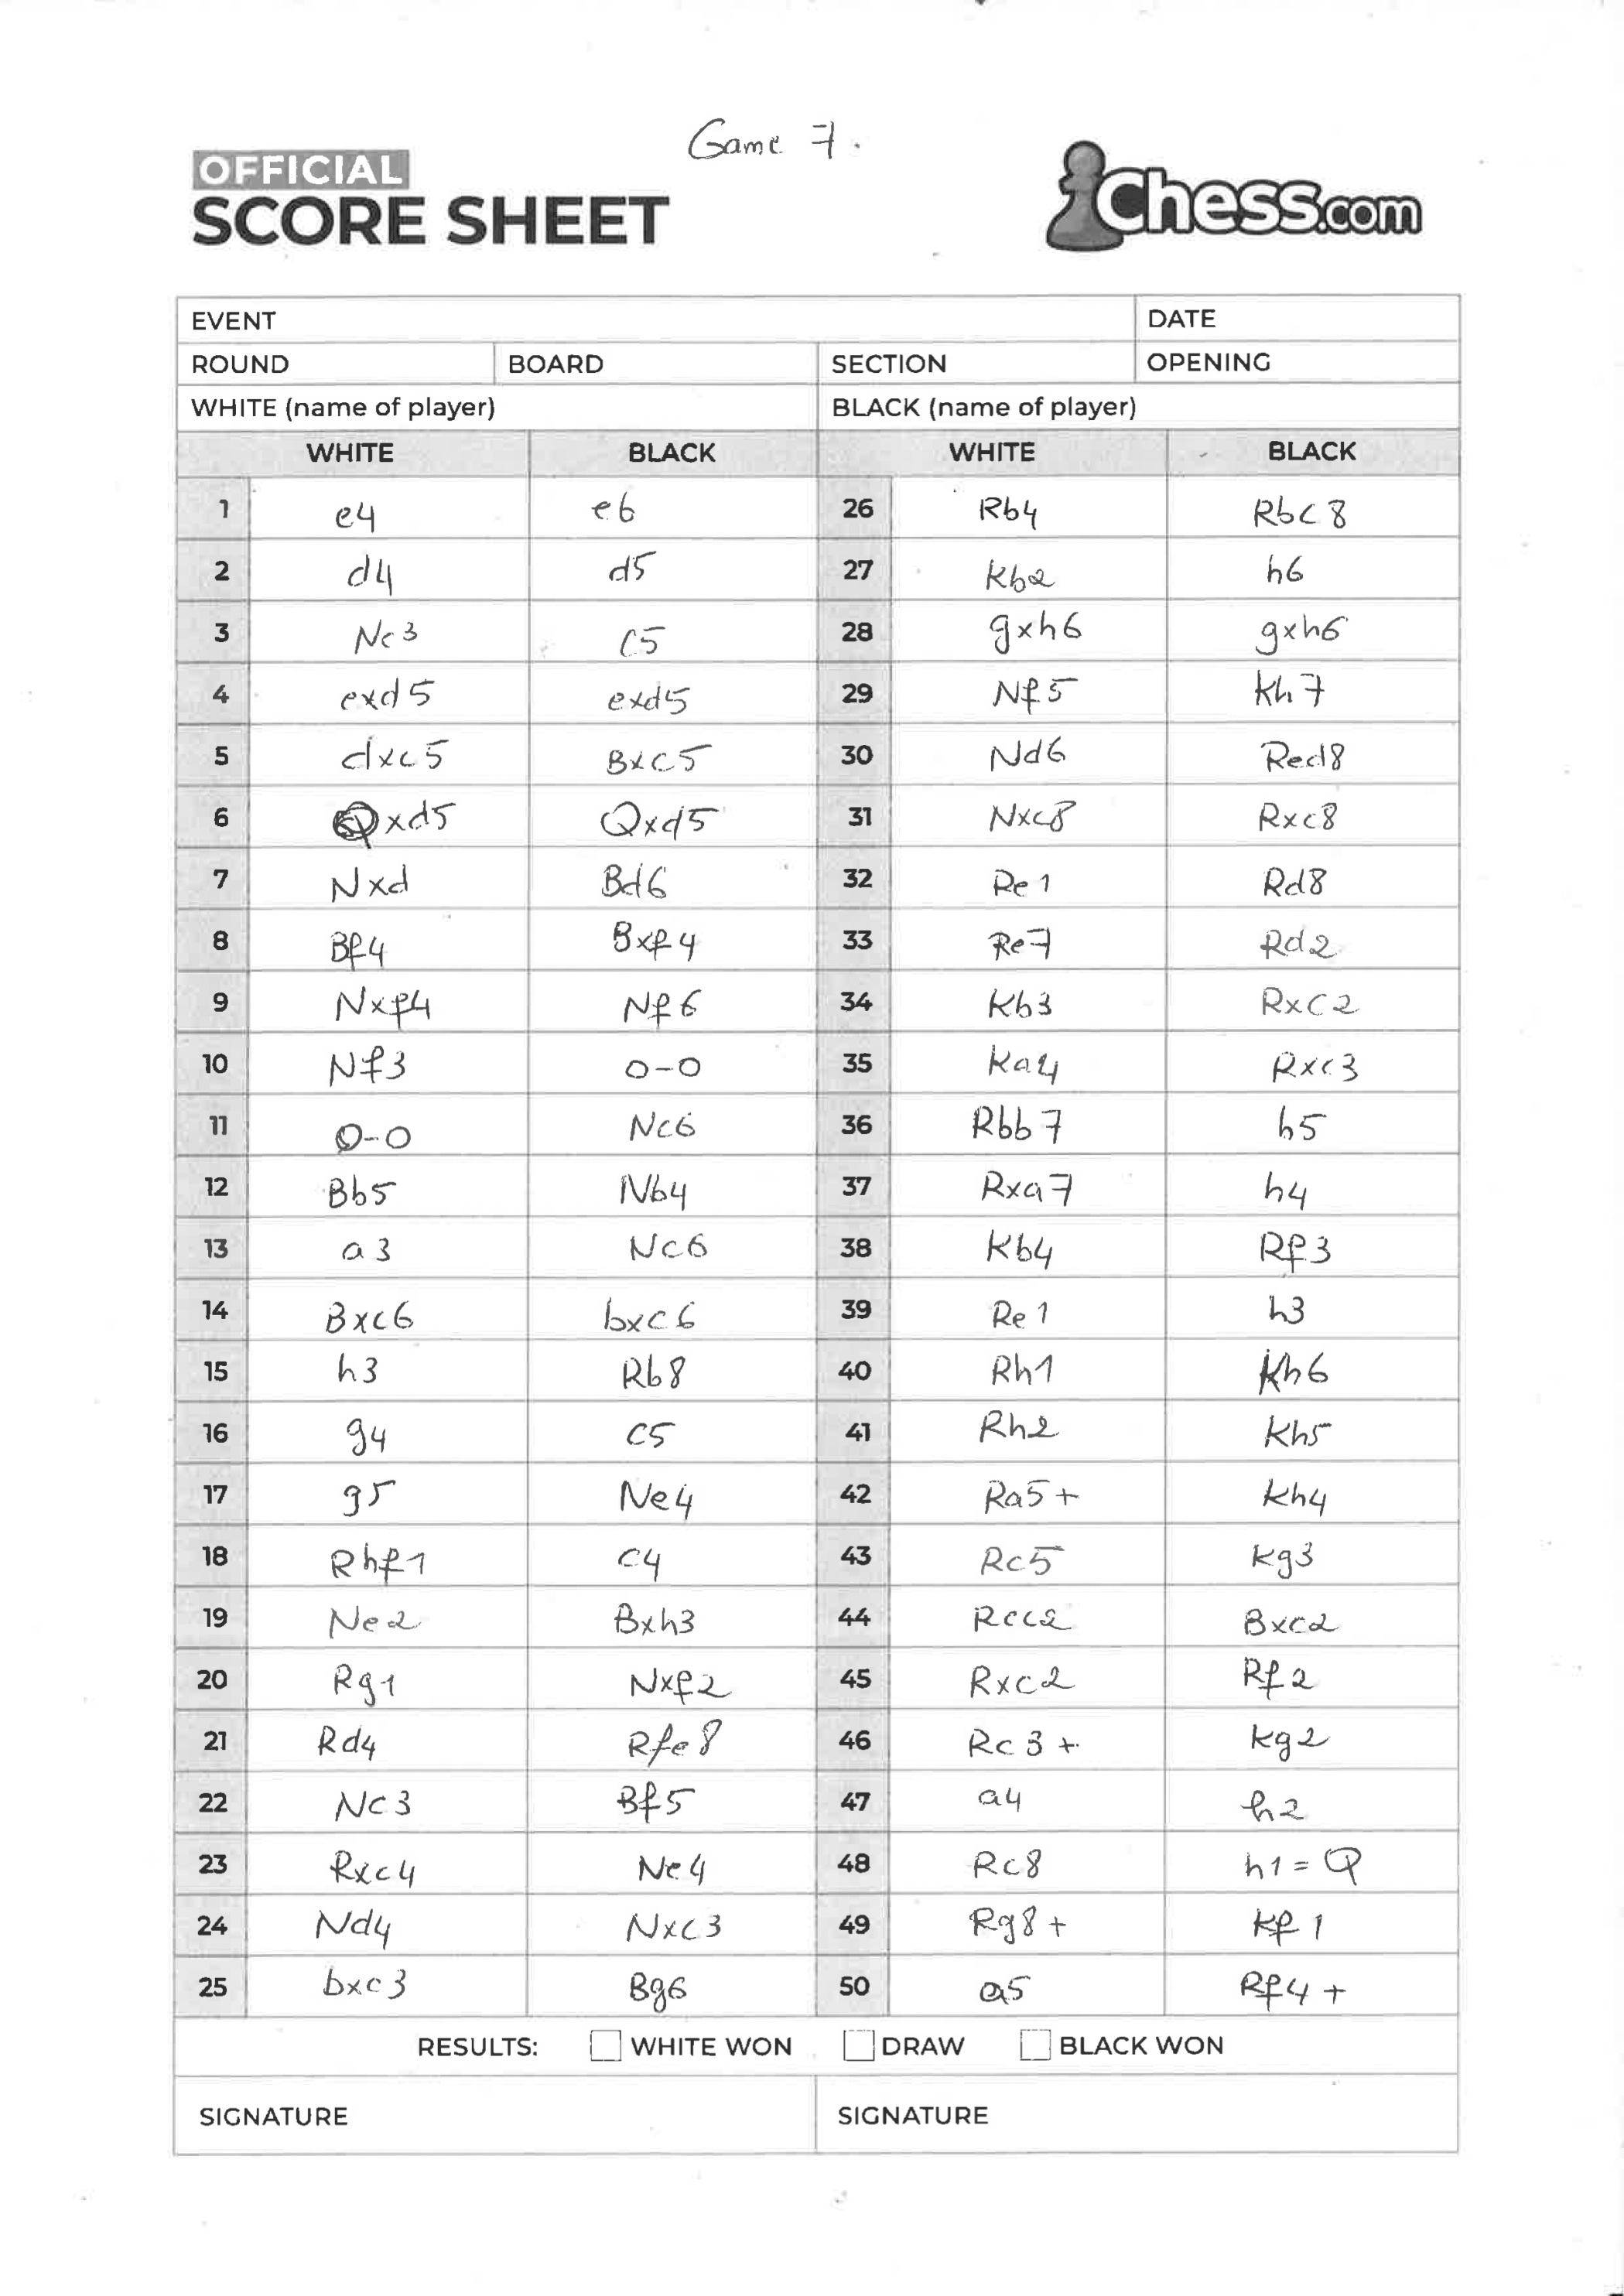 Game 7.
OFFICIAL
SCORE SHEET
Chess.com
EVENT DATE
ROUND BOARD SECTION OPENING
WHITE (name of player) BLACK (name of player)
WHITE BLACK WHITE BLACK
1 e4 e6 26 Rb4 Rbc8
2 d4 d5 27 Kb2 h6
3 Nc3 c5 28 gxh6 gxh6
4 exd5 exd5 29 Nf5 Kh7
5 dxc5 Bxc5 30 Nd6 Red8
6 Qxd5 Qxd5 31 Nxc8 Rxc8
7 Nxd Bd6 32 Re1 Rd8
8 Bf4 Bxf4 33 Re7 Rd2
9 Nxf4 Nf6 34 Kb3 Rxc2
10 Nf3 0-0 35 Ka4 Rxc3
11 0-0 Nc6 36 Rbb7 h5
12 Bb5 Nb4 37 Rxa7 h4
13 a3 Nc6 38 Kb4 Rf3
14 Bxc6 bxc6 39 Re1 h3
15 h3 Rb8 40 Rh1 Kh6
16 g4 c5 41 Rh2 Kh5
17 g5 Ne4 42 Ra5+ Kh4
18 Rhf1 c4 43 Rc5 Kg3
19 Ne2 Bxh3 44 Rcc2 Bxc2
20 Rg1 Nxf2 45 Rxc2 Rf2
21 Rd4 Rfe8 46 Rc3+ Kg2
22 Nc3 Bf5 47 a4 h2
23 Rxc4 Ne4 48 Rc8 h1=Q
24 Nd4 Nxc3 49 Rg8+ Kf1
25 bxc3 Bg6 50 a5 Rf4+
RESULTS: WHITE WON DRAW BLACK WON
SIGNATURE SIGNATURE